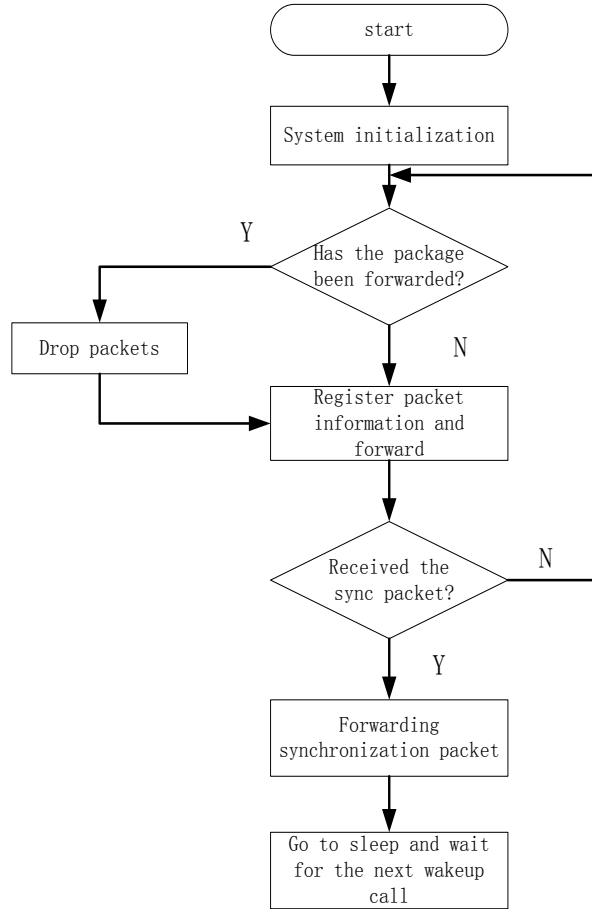 start
System initialization
Y
Has the package
been forwarded?
Drop packets
N
Register packet
information and
forward
Received the
sync packet?
N
Y
Forwarding
synchronization packet
Go to sleep and wait
for the next wakeup
call